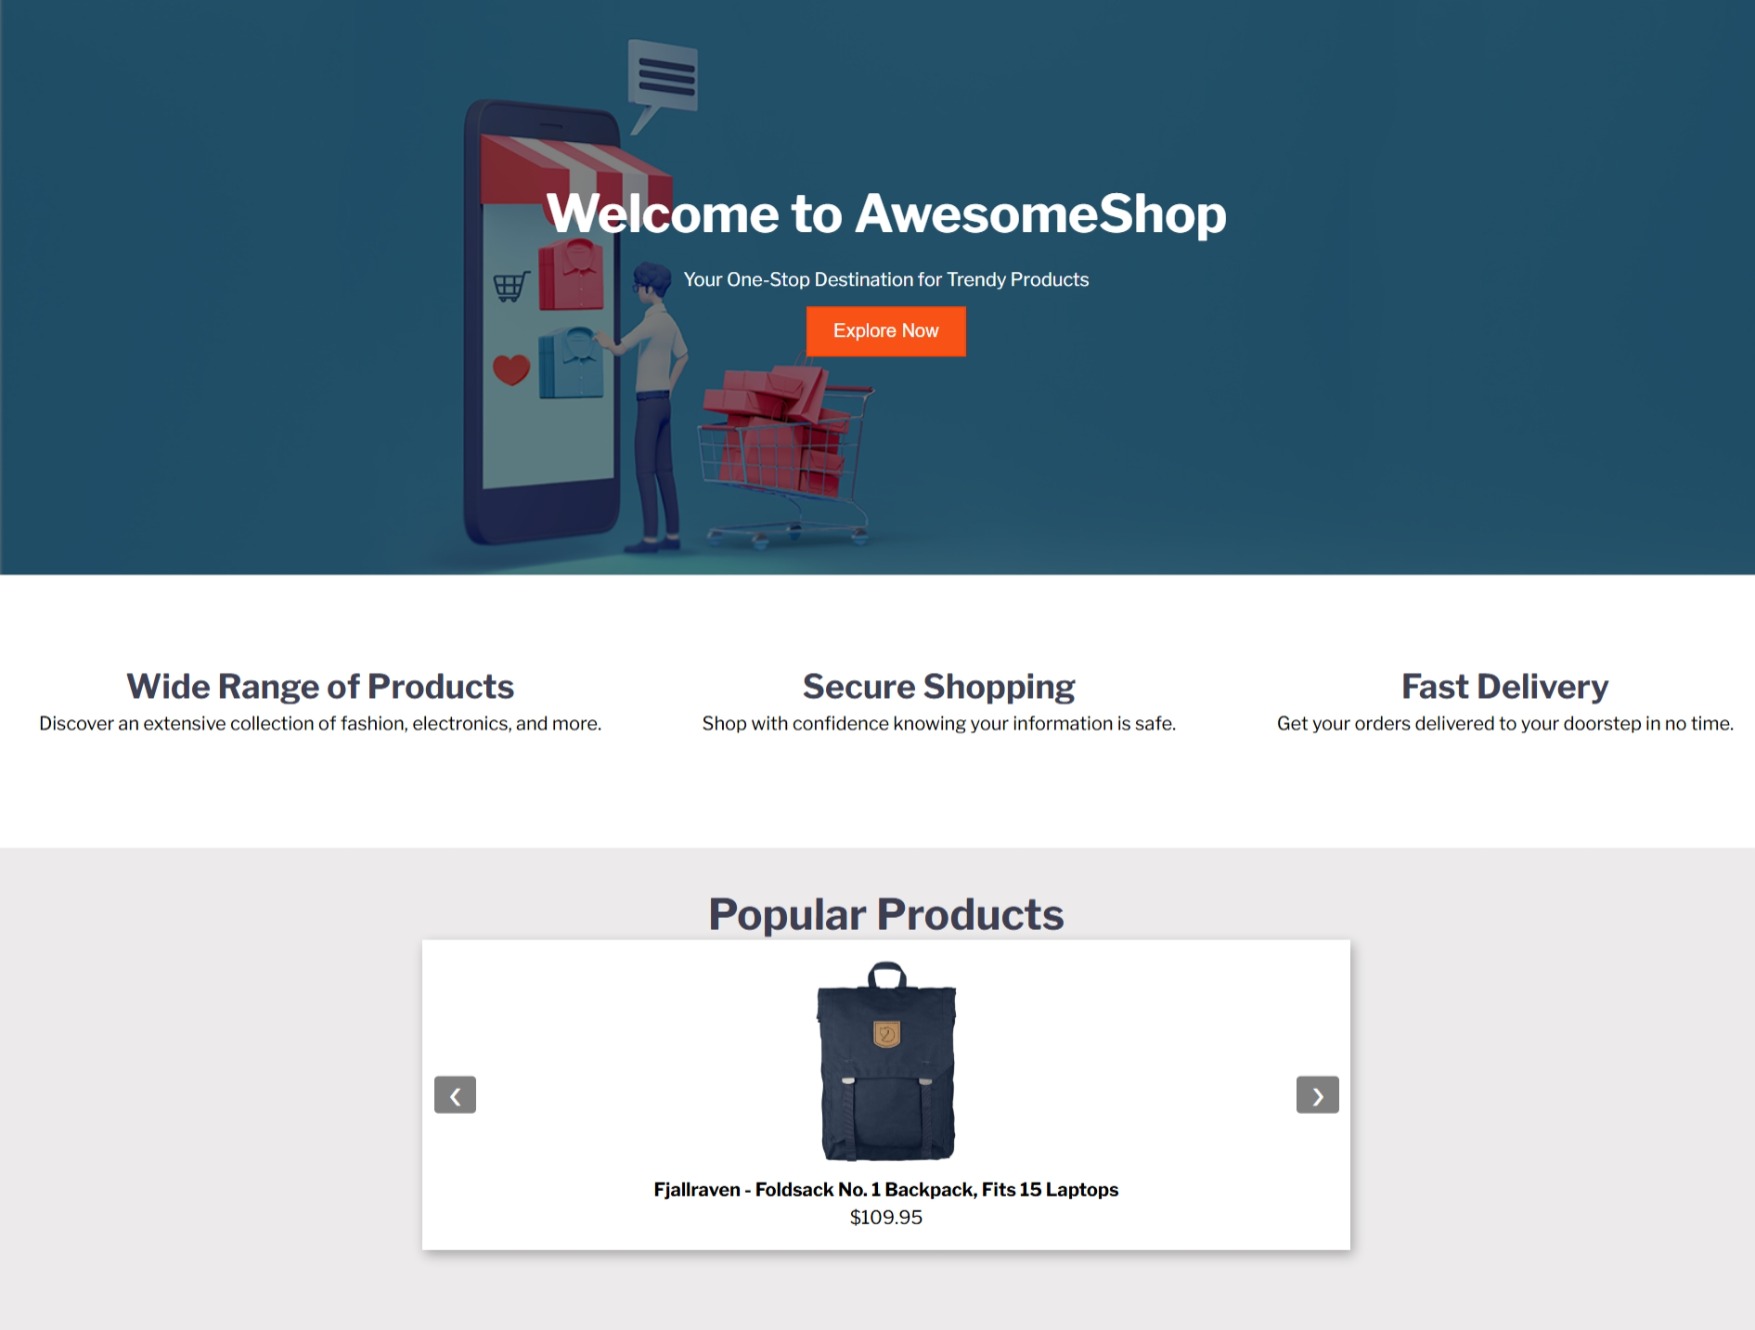 Welcome to AwesomeShop
Your One-Stop Destination for Trendy Products
Explore Now
Wide Range of Products
Discover an extensive collection of fashion, electronics, and more.
Secure Shopping
Shop with confidence knowing your information is safe.
Fast Delivery
Get your orders delivered to your doorstep in no time.
Popular Products
Fjallraven - Foldsack No. 1 Backpack, Fits 15 Laptops
$109.95